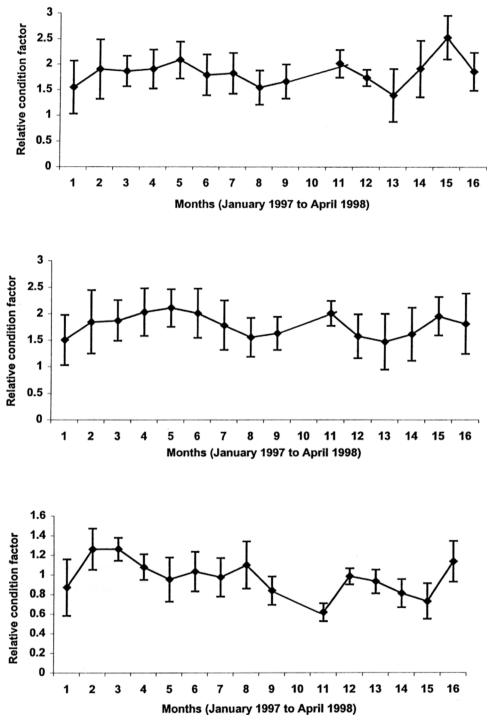 Relative condition factor
3
2.5
2
1.5
1
0.5
0
1 2 3 4 5 6 7 8 9 10 11 12 13 14 15 16
Months (January 1997 to April 1998)
Relative condition factor
3
2.5
2
1.5
1
0.5
0
1 2 3 4 5 6 7 8 9 10 11 12 13 14 15 16
Months (January 1997 to April 1998)
Relative condition factor
1.6
1.4
1.2
1
0.8
0.6
0.4
0.2
0
1 2 3 4 5 6 7 8 9 10 11 12 13 14 15 16
Months (January 1997 to April 1998)